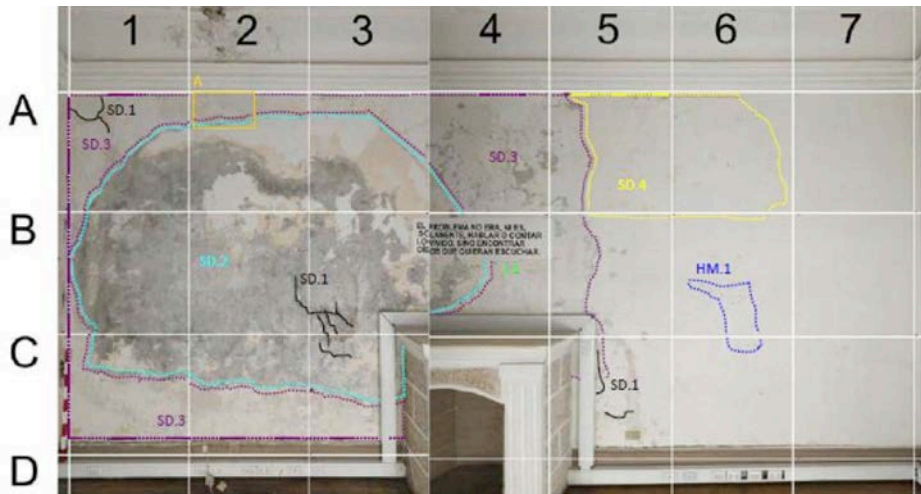 1 2 3 4 5 6 7
A
A
SD.1
SD.3
SD.3
SD.4
B
EL PROBLEMA NO ERA, NI ES,
SOLAMENTE, HABLAR O CONTAR
LO VIVIDO, SINO ENCONTRAR
OIDOS QUE QUIERAN ESCUCHAR.
SD.2
SD.1
HM.1
C
SD.1
SD.3
D